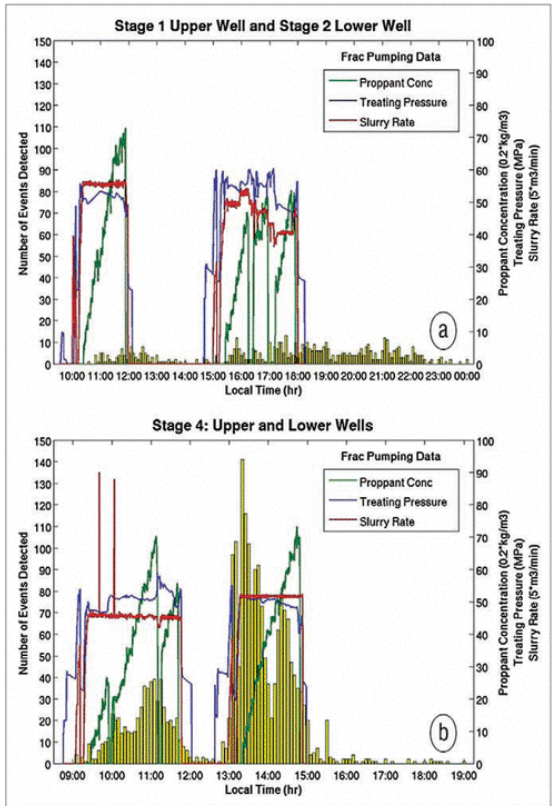 Stage 1 Upper Well and Stage 2 Lower Well
Frac Pumping Data
Proppant Conc
Treating Pressure
Slurry Rate
Number of Events Detected
150
140
130
120
110
100
90
80
70
60
50
40
30
20
10
0
100
90
80
70
60
50
40
30
20
10
0
Proppant Concentration (0.2*kg/m3)
Treating Pressure (MPa)
Slurry Rate (5*m3/min)
a
10:00 11:00 12:00 13:00 14:00 15:00 16:00 17:00 18:00 19:00 20:00 21:00 22:00 23:00 00:00
Local Time (hr)
Stage 4: Upper and Lower Wells
Frac Pumping Data
Proppant Conc
Treating Pressure
Slurry Rate
Number of Events Detected
150
140
130
120
110
100
90
80
70
60
50
40
30
20
10
0
100
90
80
70
60
50
40
30
20
10
0
Proppant Concentration (0.2*kg/m3)
Treating Pressure (MPa)
Slurry Rate (5*m3/min)
b
09:00 10:00 11:00 12:00 13:00 14:00 15:00 16:00 17:00 18:00 19:00
Local Time (hr)